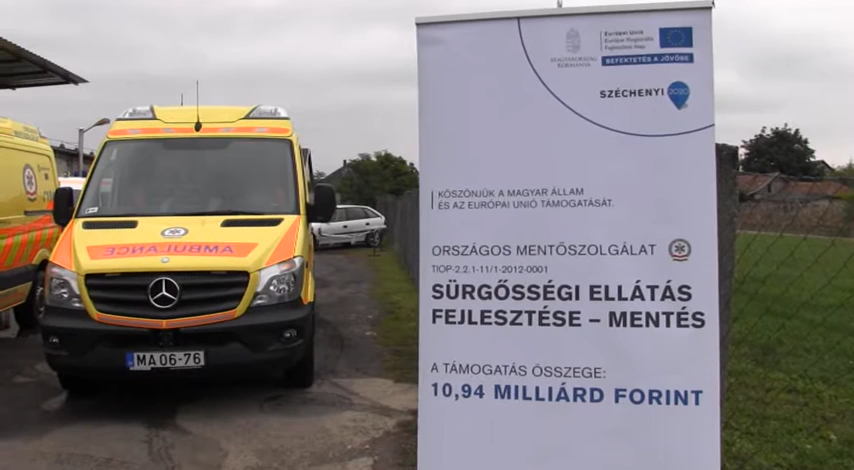 AMBULANCE
MA 06-76
MAGYARORSZÁG
KORMÁNYA
Európai Unió
Európai Regionális
Fejlesztési Alap
BEFEKTETÉS A JÖVŐBE
SZÉCHENYI 2020
KÖSZÖNJÜK A MAGYAR ÁLLAM
ÉS AZ EURÓPAI UNIÓ TÁMOGATÁSÁT.
ORSZÁGOS MENTŐSZOLGÁLAT
TIOP-2.2.1-11/1-2012-0001
SÜRGŐSSÉGI ELLÁTÁS
FEJLESZTÉSE – MENTÉS
A TÁMOGATÁS ÖSSZEGE:
10,94 MILLIÁRD FORINT